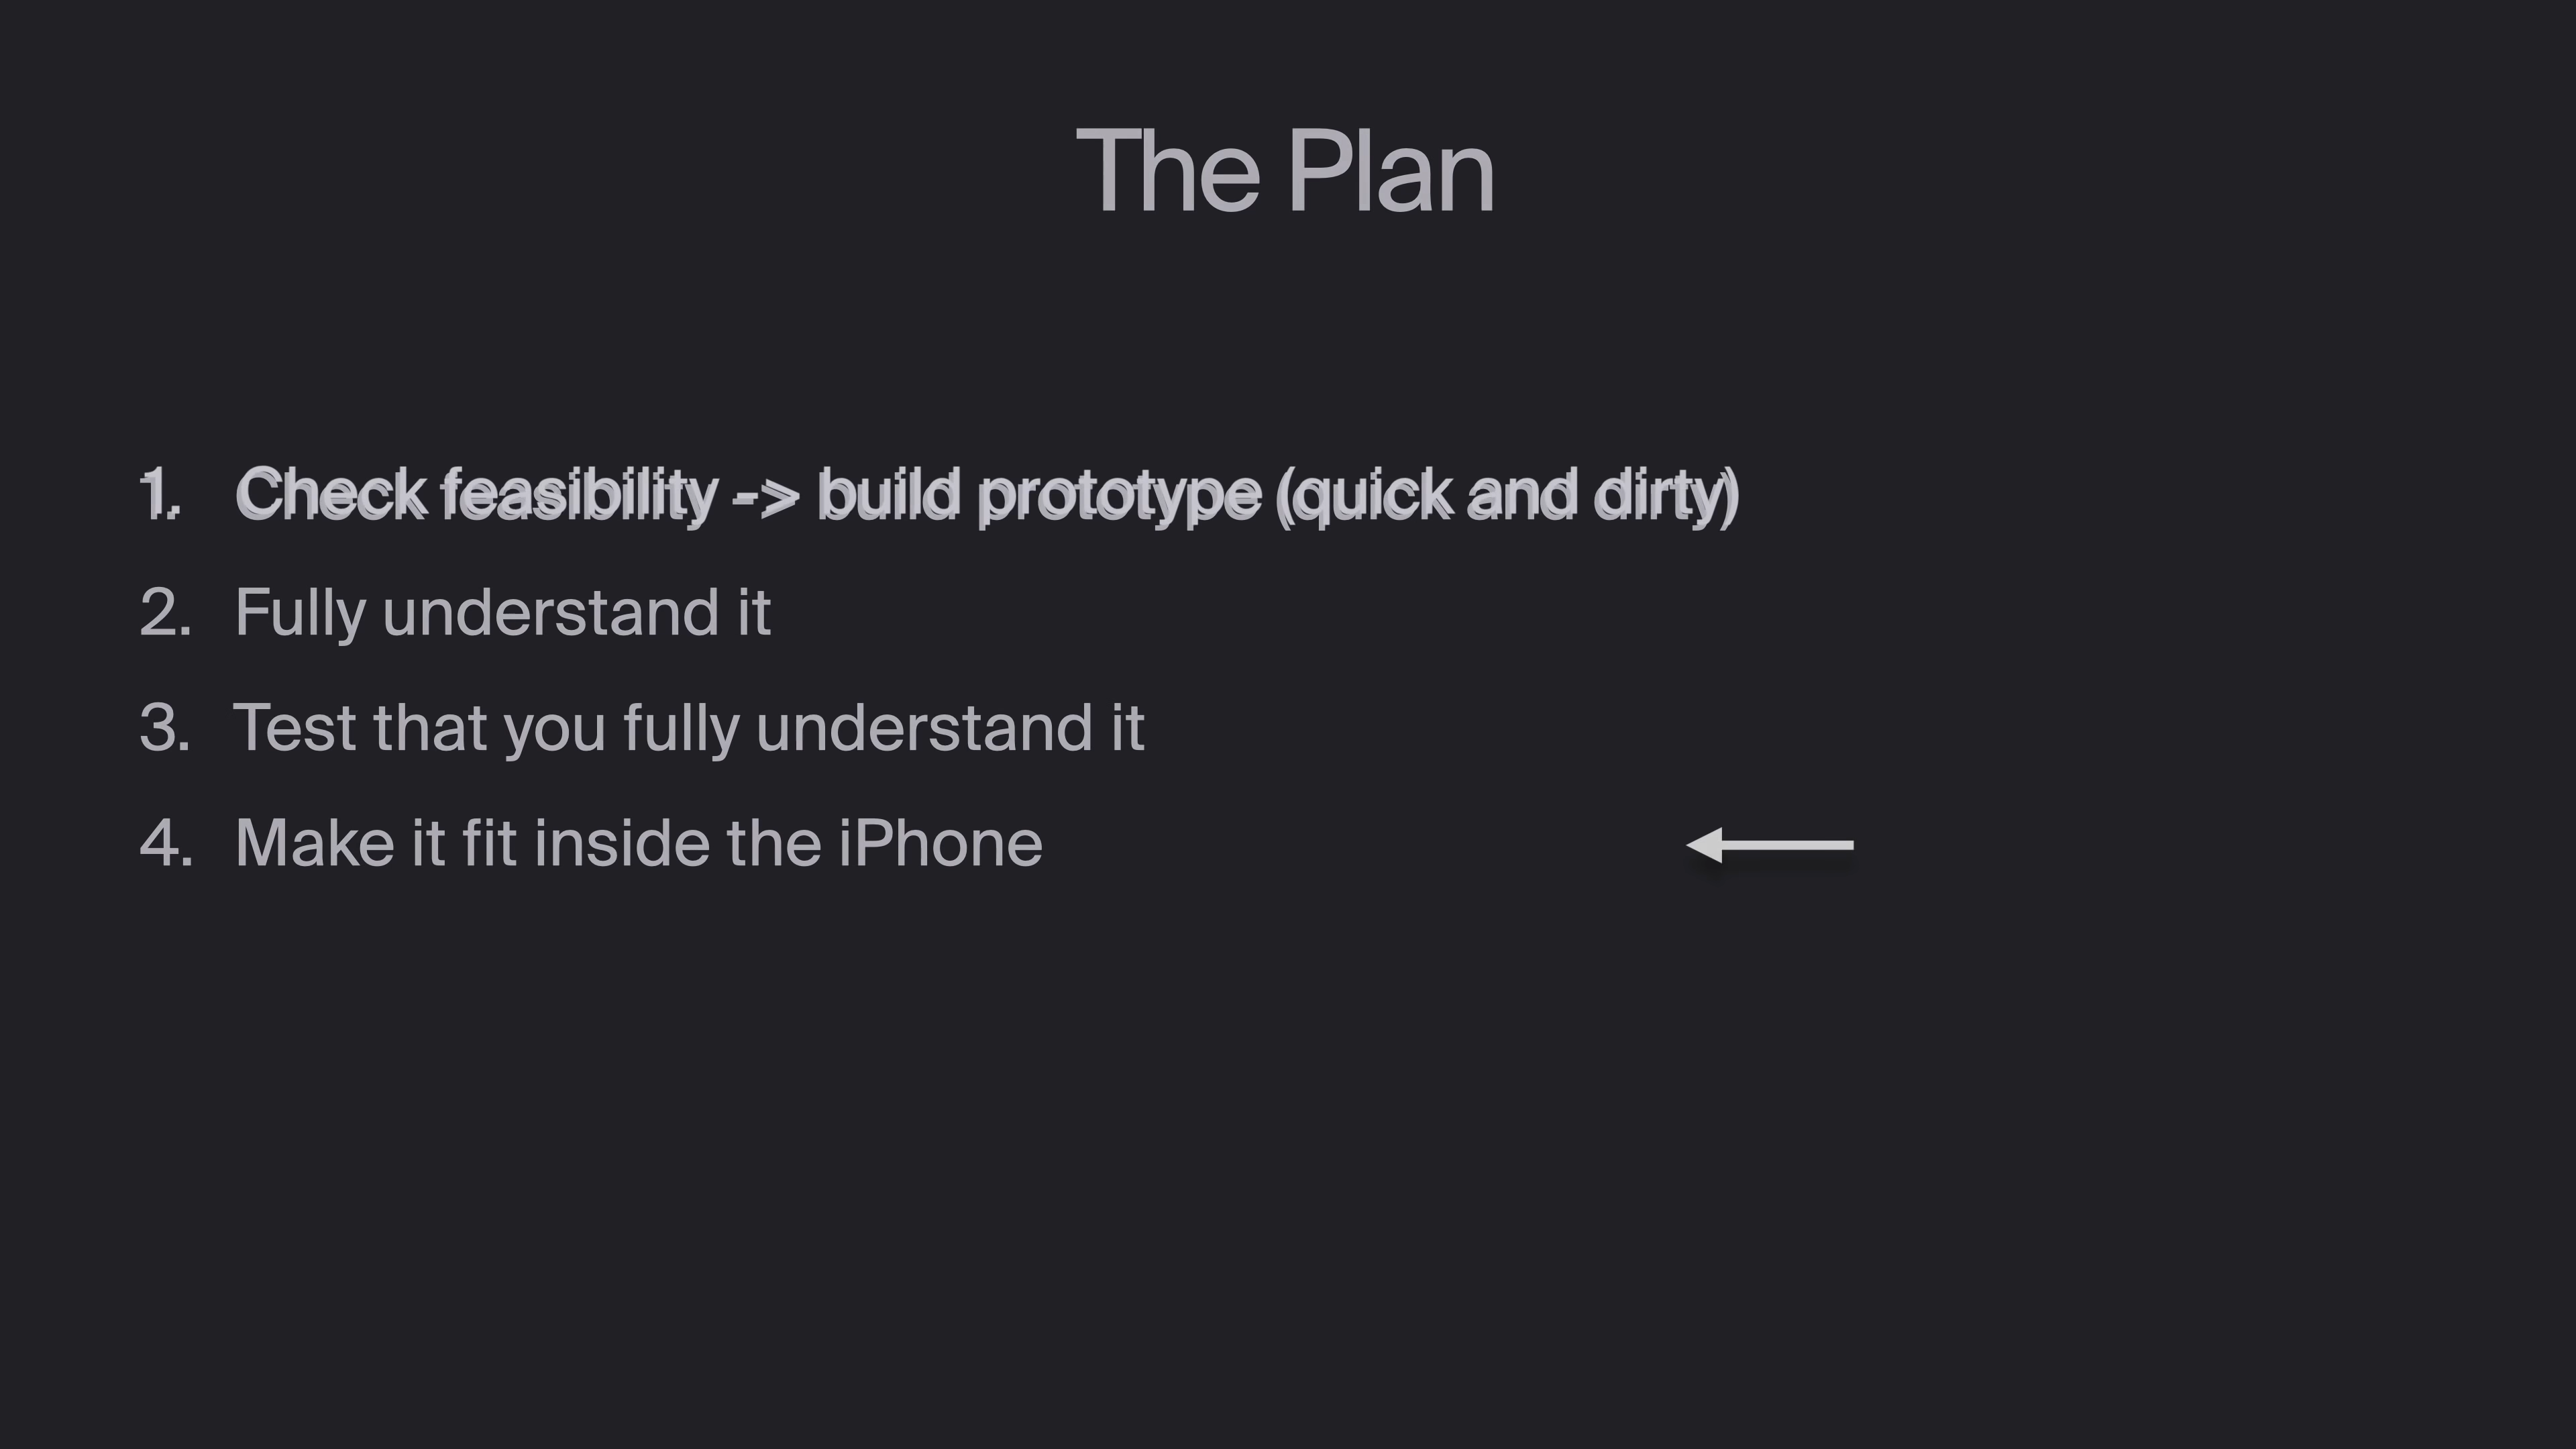 The Plan
1. Check feasibility -> build prototype (quick and dirty)
2. Fully understand it
3. Test that you fully understand it
4. Make it fit inside the iPhone